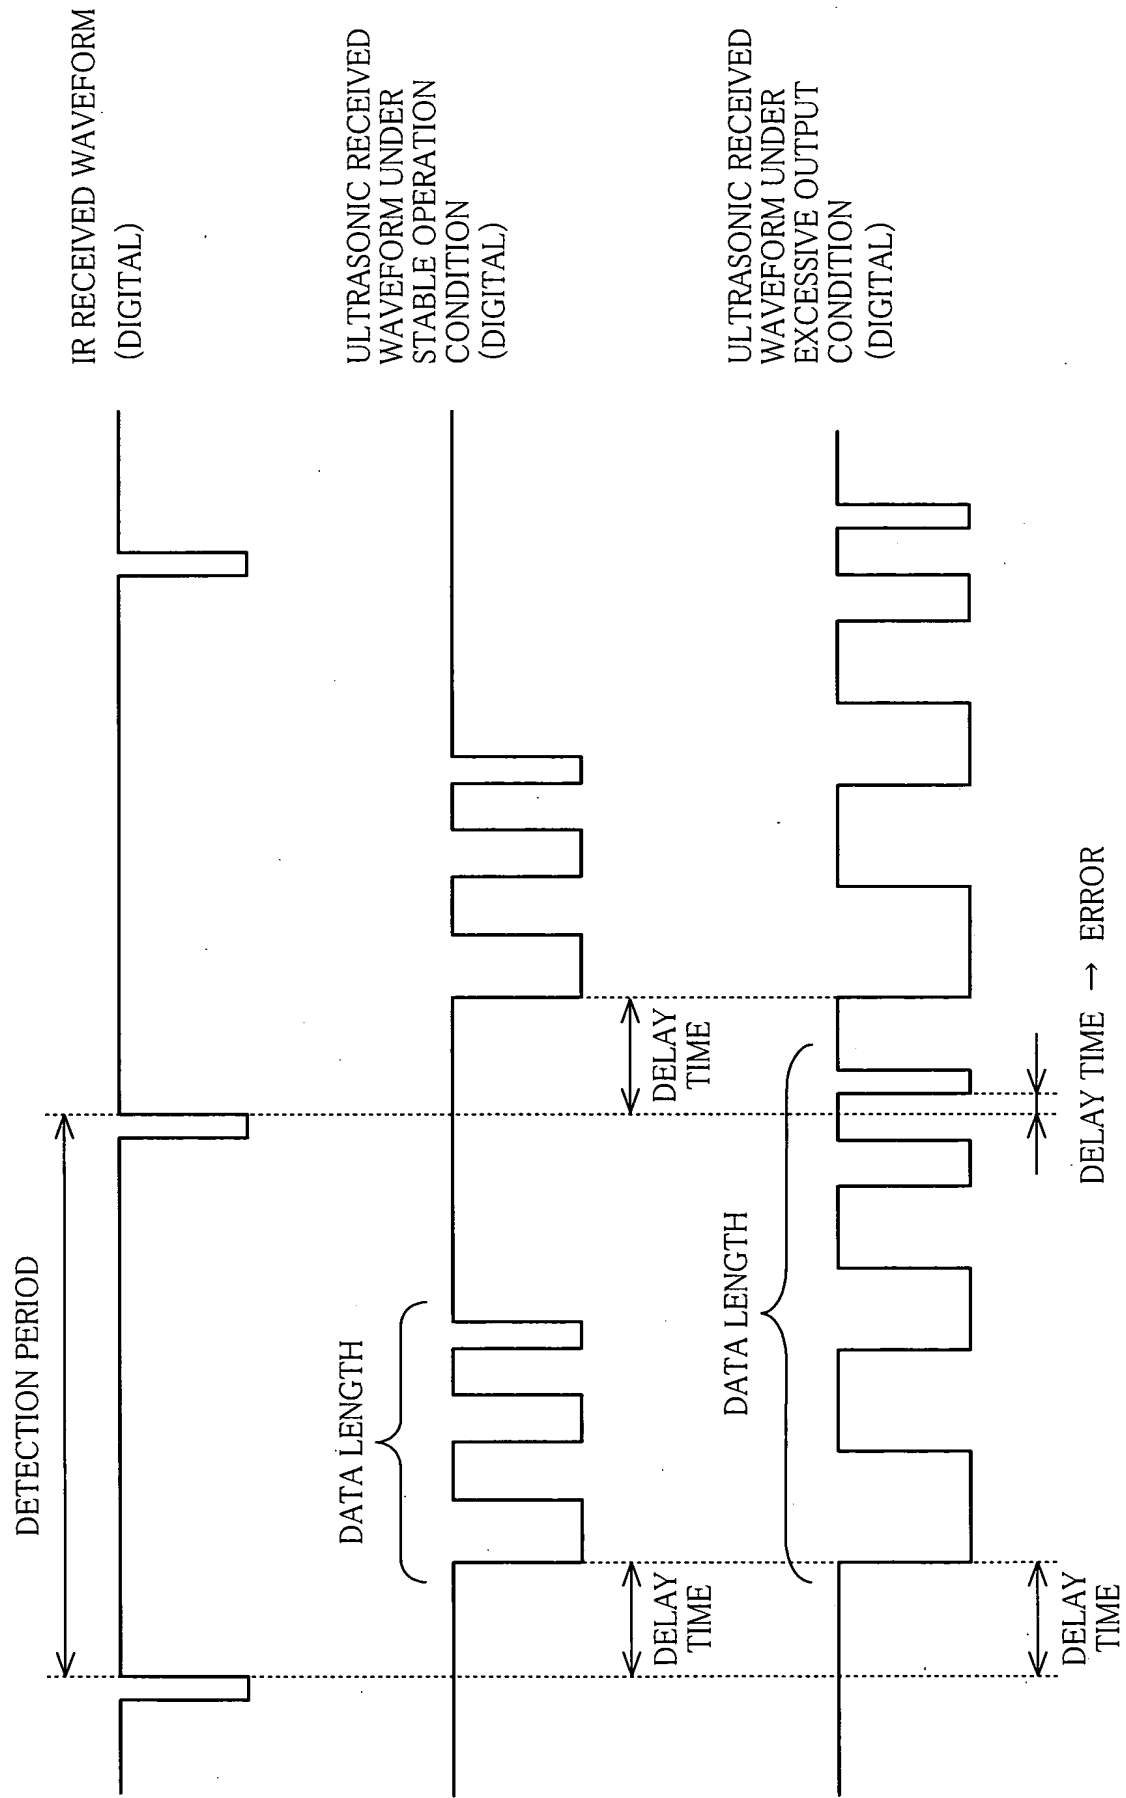 DETECTION PERIOD
IR RECEIVED WAVEFORM
(DIGITAL)
DATA LENGTH
ULTRASONIC RECEIVED
WAVEFORM UNDER
STABLE OPERATION
CONDITION
(DIGITAL)
DELAY
TIME
DELAY
TIME
DATA LENGTH
ULTRASONIC RECEIVED
WAVEFORM UNDER
EXCESSIVE OUTPUT
CONDITION
(DIGITAL)
DELAY
TIME
DELAY TIME → ERROR